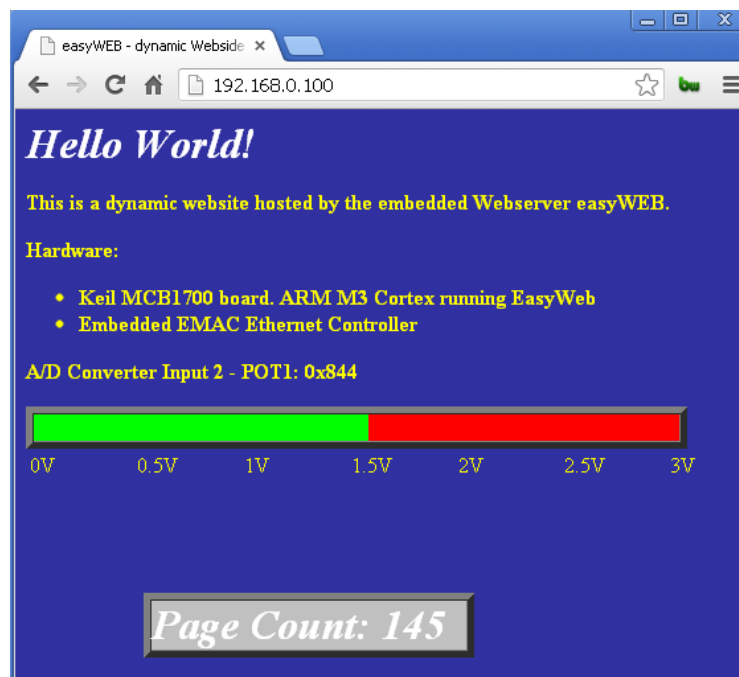 easyWEB - dynamic Webside
192.168.0.100
bw
Hello World!
This is a dynamic website hosted by the embedded Webserver easyWEB.
Hardware:
• Keil MCB1700 board. ARM M3 Cortex running EasyWeb
• Embedded EMAC Ethernet Controller
A/D Converter Input 2 - POT1: 0x844
0V 0.5V 1V 1.5V 2V 2.5V 3V
Page Count: 145